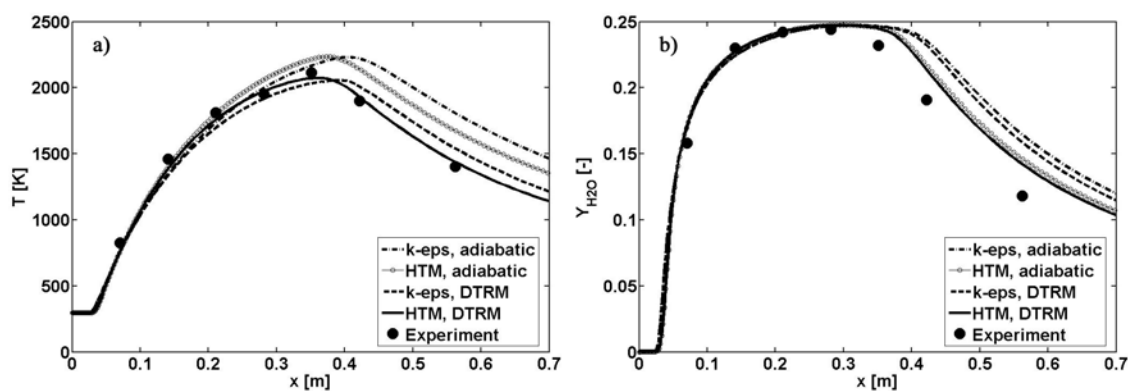 a)
T [K]
2500
2000
1500
1000
500
0
k-eps, adiabatic
HTM, adiabatic
k-eps, DTRM
HTM, DTRM
Experiment
0 0.1 0.2 0.3 0.4 0.5 0.6 0.7
x [m]
b)
Y_H2O [-]
0.25
0.2
0.15
0.1
0.05
0
k-eps, adiabatic
HTM, adiabatic
k-eps, DTRM
HTM, DTRM
Experiment
0.1 0.2 0.3 0.4 0.5 0.6 0.7
x [m]